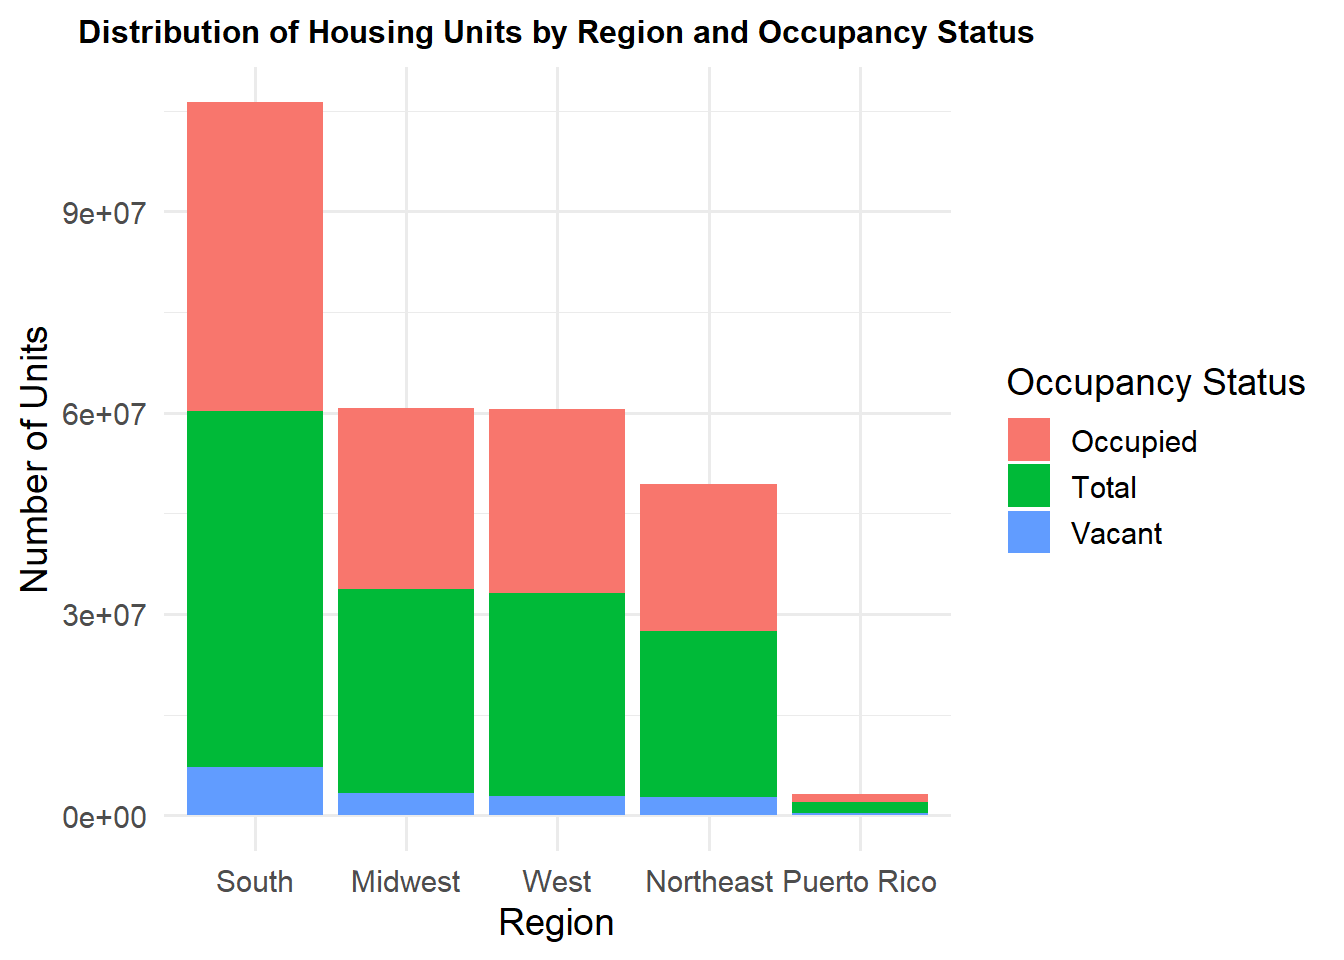 Distribution of Housing Units by Region and Occupancy Status
Number of Units
9e+07
6e+07
3e+07
0e+00
South Midwest West Northeast Puerto Rico
Region
Occupancy Status
Occupied
Total
Vacant